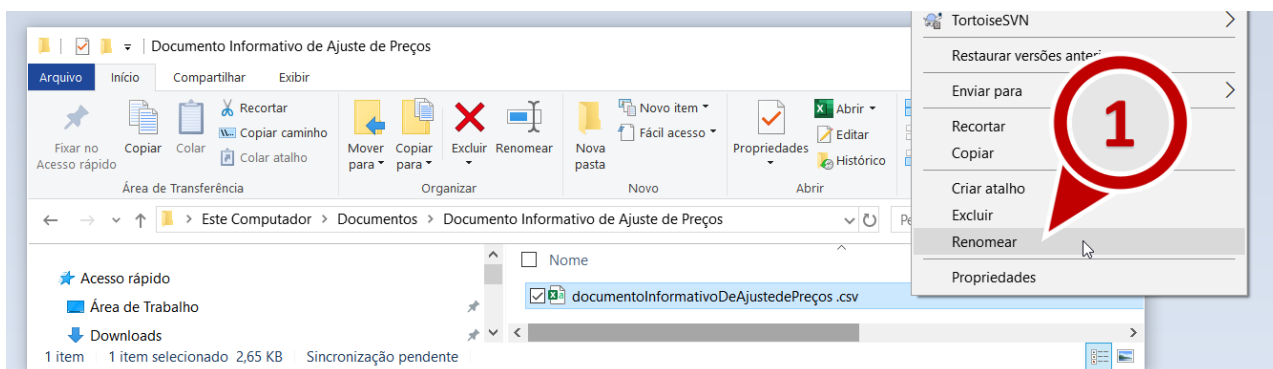 TortoiseSVN
Documento Informativo de Ajuste de Preços
Restaurar versões
Arquivo Início Compartilhar Exibir
Enviar para
Recortar
Copiar caminho
Colar atalho
Fixar no
Acesso rápido
Copiar
Colar
Mover
para
Copiar
para
Excluir
Renomear
Novo item
Fácil acesso
Nova
pasta
Propriedades
Abrir
Editar
Histórico
Recortar
Copiar
1
Área de Transferência
Organizar
Novo
Abrir
Criar atalho
Excluir
Renomear
Propriedades
Este Computador > Documentos > Documento Informativo de Ajuste de Preços
Nome
Acesso rápido
Área de Trabalho
Downloads
documentoInformativoDeAjustedePreços .csv
1 item 1 item selecionado 2,65 KB Sincronização pendente